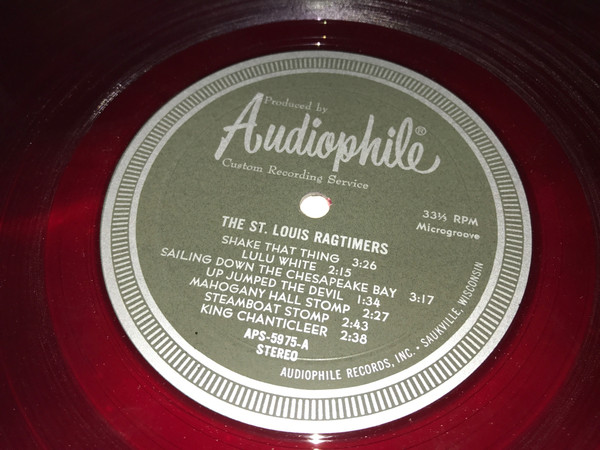 Produced by
Audiophile®
Custom Recording Service
33⅓ RPM
Microgroove
THE ST. LOUIS RAGTIMERS
SHAKE THAT THING 3:26
LULU WHITE 2:15
SAILING DOWN THE CHESAPEAKE BAY 3:17
UP JUMPED THE DEVIL 1:34
MAHOGANY HALL STOMP 2:27
STEAMBOAT STOMP 2:43
KING CHANTICLEER 2:38
APS-5975-A
STEREO
AUDIOPHILE RECORDS, INC. • SAUKVILLE, WISCONSIN